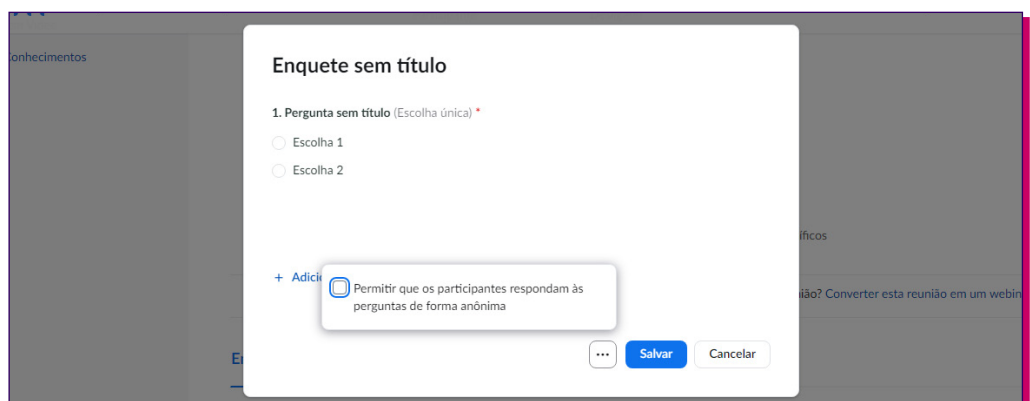 onhecimentos
Enquete sem título
1. Pergunta sem título (Escolha única) *
Escolha 1
Escolha 2
íficos
+ Adici
Permitir que os participantes respondam às
perguntas de forma anônima
ião? Converter esta reunião em um webin
En
... Salvar Cancelar